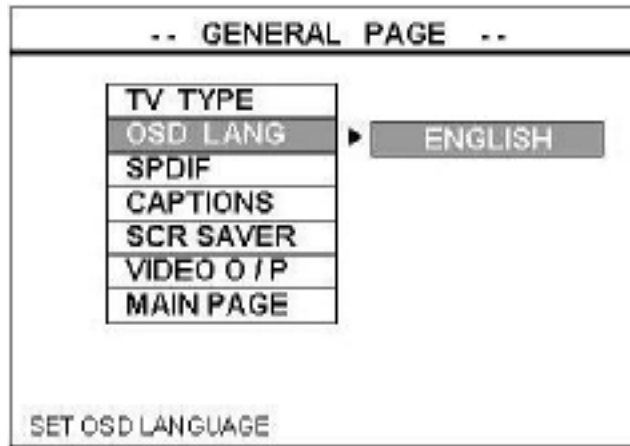 -- GENERAL PAGE --
TV TYPE
OSD LANG ▶ ENGLISH
SPDIF
CAPTIONS
SCR SAVER
VIDEO O / P
MAIN PAGE
SET OSD LANGUAGE